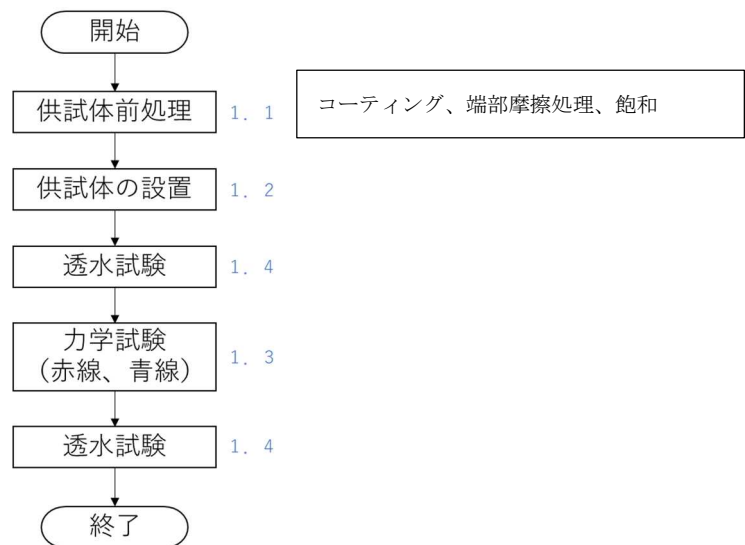 開始
供試体前処理 1．1
コーティング、端部摩擦処理、飽和
供試体の設置 1．2
透水試験 1．4
力学試験
(赤線、青線) 1．3
透水試験 1．4
終了